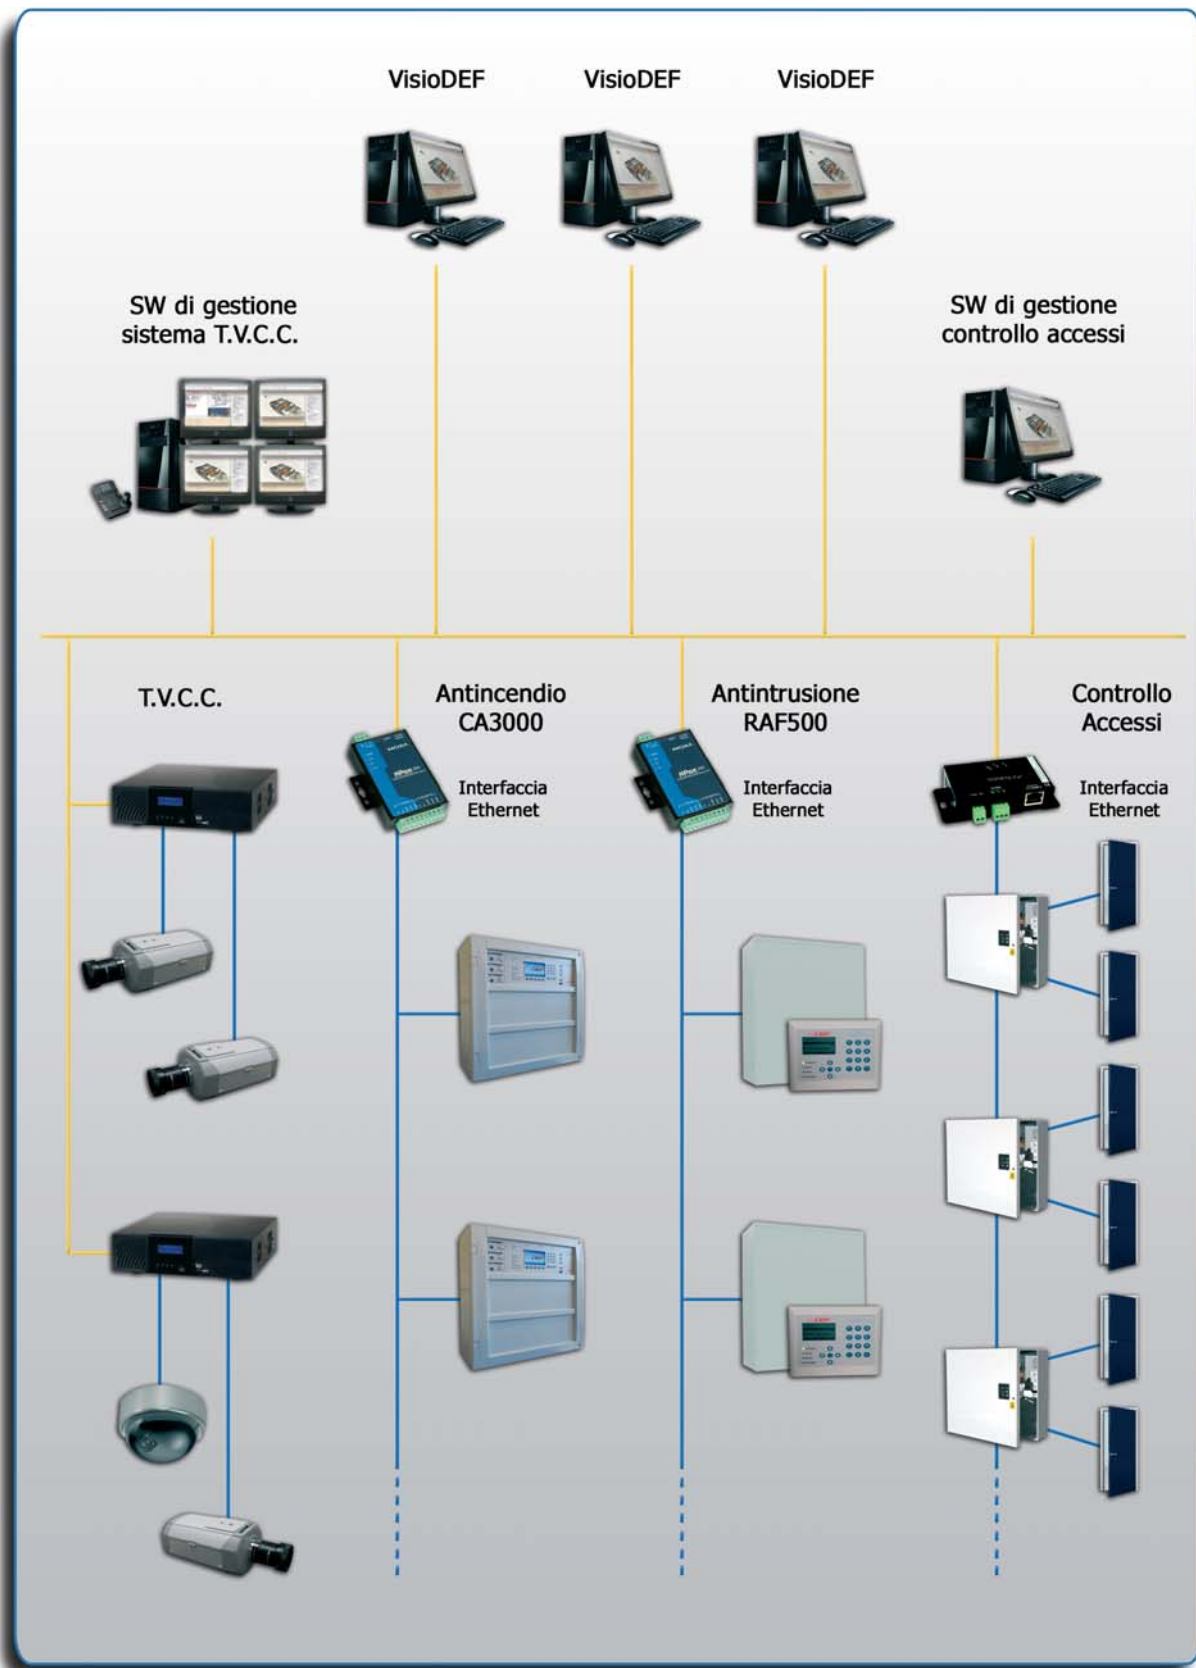 VisioDEF
VisioDEF
VisioDEF
SW di gestione
sistema T.V.C.C.
SW di gestione
controllo accessi
T.V.C.C.
Antincendio
CA3000
Interfaccia
Ethernet
Antintrusione
RAF500
Interfaccia
Ethernet
Controllo
Accessi
Interfaccia
Ethernet